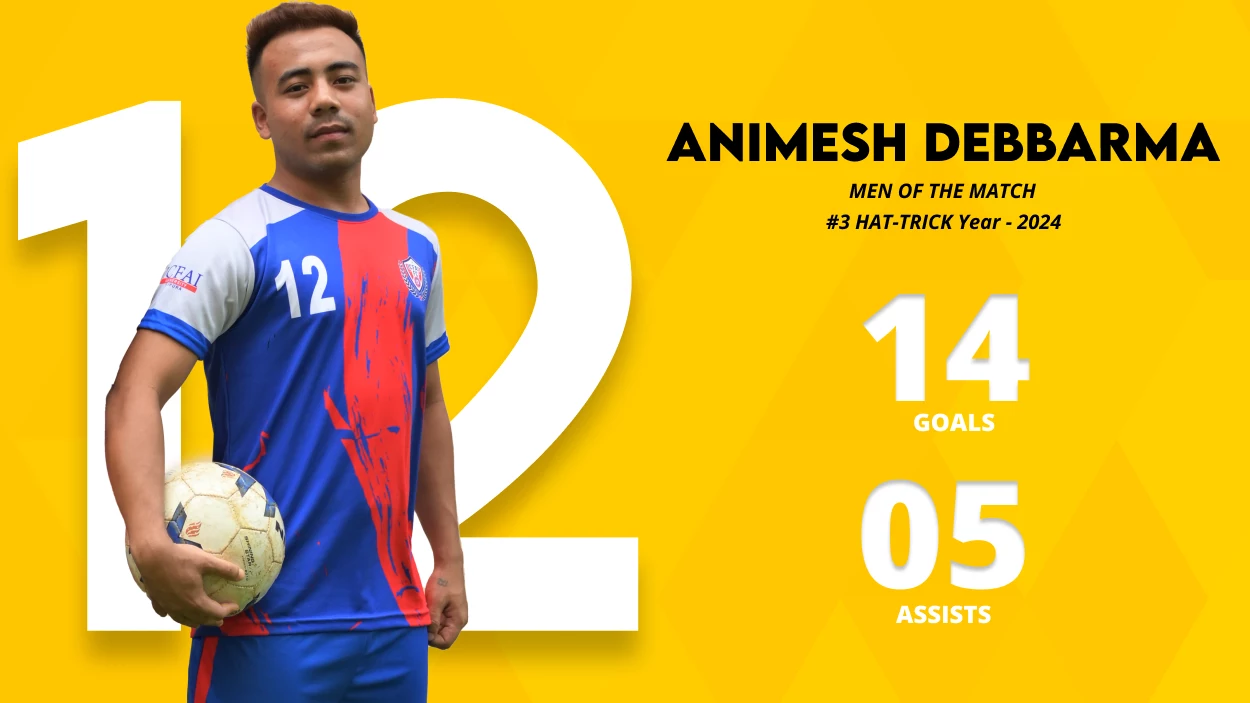 12
ANIMESH DEBBARMA
MEN OF THE MATCH
#3 HAT-TRICK Year - 2024
12
14
GOALS
05
ASSISTS